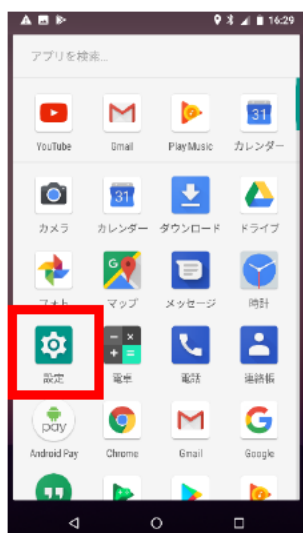 16:29
アプリを検索...
YouTube
Gmail
Play Music
カレンダー
31
カメラ
カレンダー
ダウンロード
ドライブ
31
フォト
マップ
メッセージ
時計
設定
電卓
電話
連絡帳
pay
Android Pay
Chrome
Gmail
Google